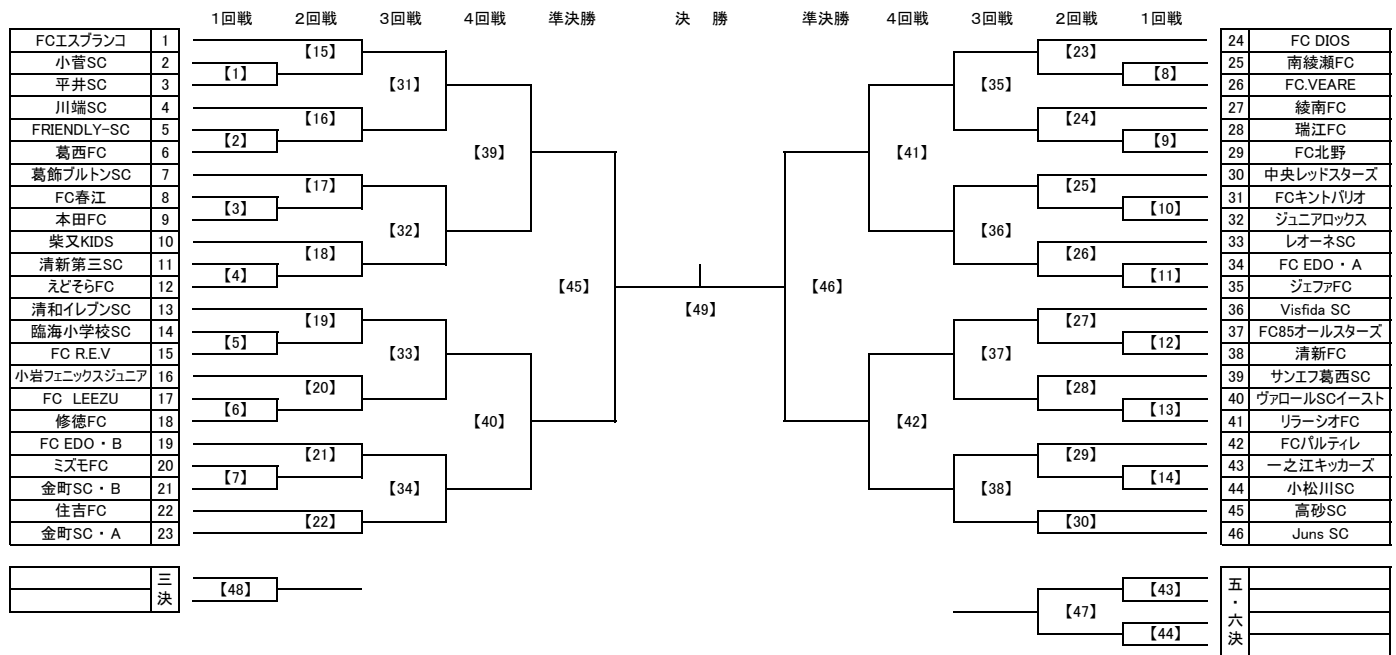 1回戦 2回戦 3回戦 4回戦 準決勝 決 勝 準決勝 4回戦 3回戦 2回戦 1回戦
FCエスブランコ 1 24 FC DIOS
【15】 【23】
小菅SC 2 25 南綾瀬FC
【1】 【8】
平井SC 3 【31】 【35】 26 FC.VEARE
川端SC 4 27 綾南FC
【16】 【24】
FRIENDLY-SC 5 28 瑞江FC
【2】 【9】
葛西FC 6 【39】 【41】 29 FC北野
葛飾ブルトンSC 7 30 中央レッドスターズ
【17】 【25】
FC春江 8 31 FCキントバリオ
【3】 【10】
本田FC 9 32 ジュニアロックス
【32】 【36】
柴又KIDS 10 33 レオーネSC
【18】 【26】
清新第三SC 11 34 FC EDO・A
【4】 【11】
えどそらFC 12 【45】 【46】 35 ジェファFC
清和イレブンSC 13 【49】 36 Visfida SC
【19】 【27】
臨海小学校SC 14 37 FC85オールスターズ
【5】 【12】
FC R.E.V 15 【33】 【37】 38 清新FC
小岩フェニックスジュニア 16 39 サンエフ葛西SC
【20】 【28】
FC LEEZU 17 40 ヴァロールSCイースト
【6】 【13】
修徳FC 18 【40】 【42】 41 リラーシオFC
FC EDO・B 19 42 FCパルティレ
【21】 【29】
ミズモFC 20 43 一之江キッカーズ
【7】 【14】
金町SC・B 21 【34】 【38】 44 小松川SC
住吉FC 22 45 高砂SC
【22】 【30】
金町SC・A 23 46 Juns SC
三決 【48】 【43】 五・六決
【47】
【44】